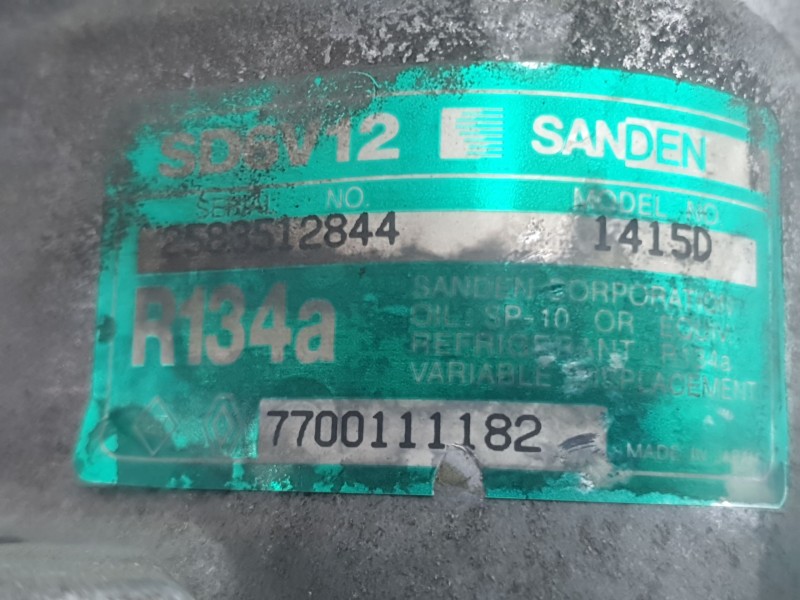 SD6V12 SANDEN
SERIAL NO. MODEL NO.
2583512844 1415D
R134a
SANDEN CORPORATION
OIL SP-10 OR EQUIV
REFRIGERANT R134a
VARIABLE DISPLACEMENT
7700111182
MADE IN JAPAN